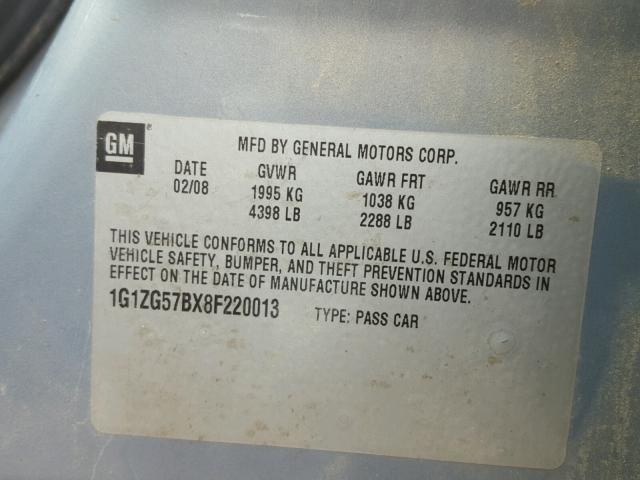 GM ®
MFD BY GENERAL MOTORS CORP.
DATE GVWR GAWR FRT GAWR RR
02/08 1995 KG 1038 KG 957 KG
4398 LB 2288 LB 2110 LB
THIS VEHICLE CONFORMS TO ALL APPLICABLE U.S. FEDERAL MOTOR
VEHICLE SAFETY, BUMPER, AND THEFT PREVENTION STANDARDS IN
EFFECT ON THE DATE OF MANUFACTURE SHOWN ABOVE.
1G1ZG57BX8F220013 TYPE: PASS CAR